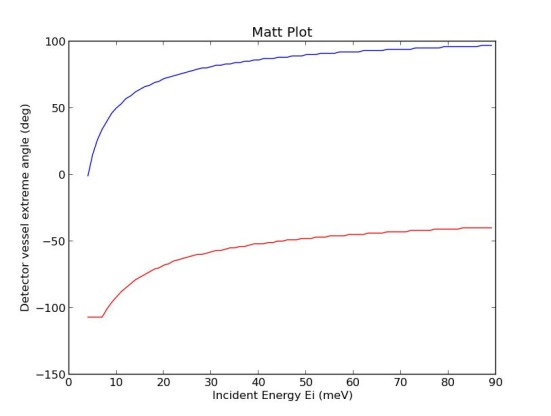 Matt Plot
100
50
0
−50
−100
−150
Detector vessel extreme angle (deg)
0 10 20 30 40 50 60 70 80 90
Incident Energy Ei (meV)